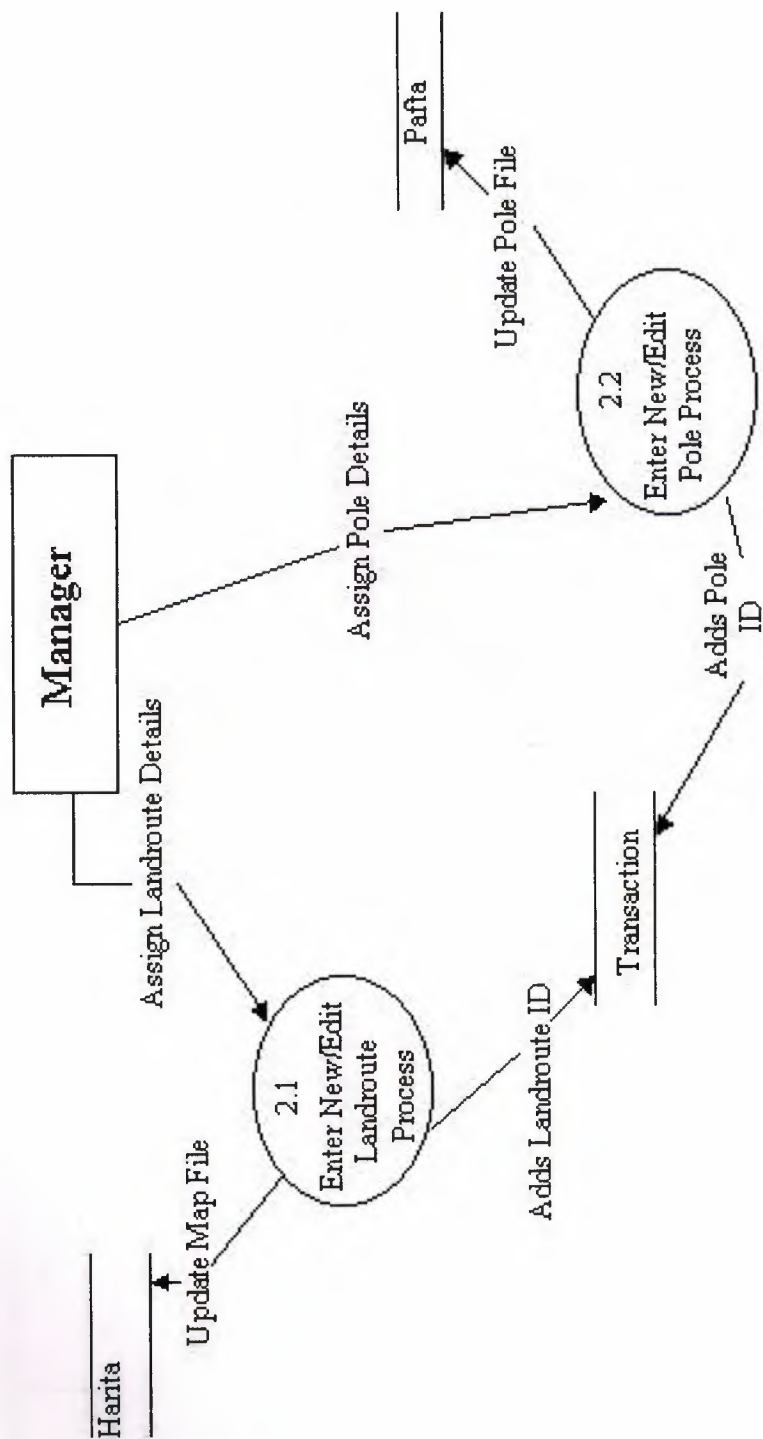 Manager
Assign Landroute Details
Assign Pole Details
Harita
Update Map File
2.1
Enter New/Edit
Landroute
Process
Adds Landroute ID
Transaction
Adds Pole
ID
2.2
Enter New/Edit
Pole Process
Update Pole File
Pafta